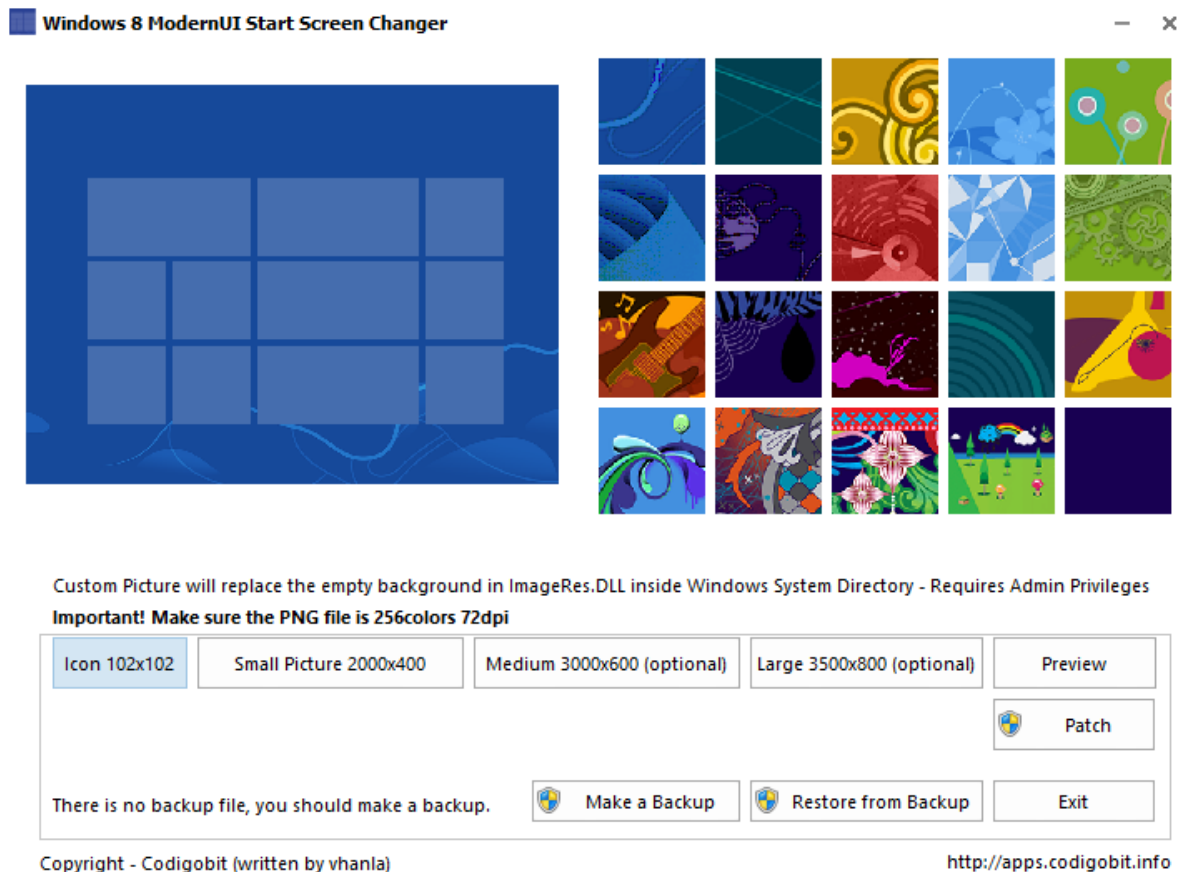 Windows 8 ModernUI Start Screen Changer
Custom Picture will replace the empty background in ImageRes.DLL inside Windows System Directory - Requires Admin Privileges
Important! Make sure the PNG file is 256colors 72dpi
Icon 102x102
Small Picture 2000x400
Medium 3000x600 (optional)
Large 3500x800 (optional)
Preview
Patch
There is no backup file, you should make a backup.
Make a Backup
Restore from Backup
Exit
Copyright - Codigobit (written by vhanla)
http://apps.codigobit.info